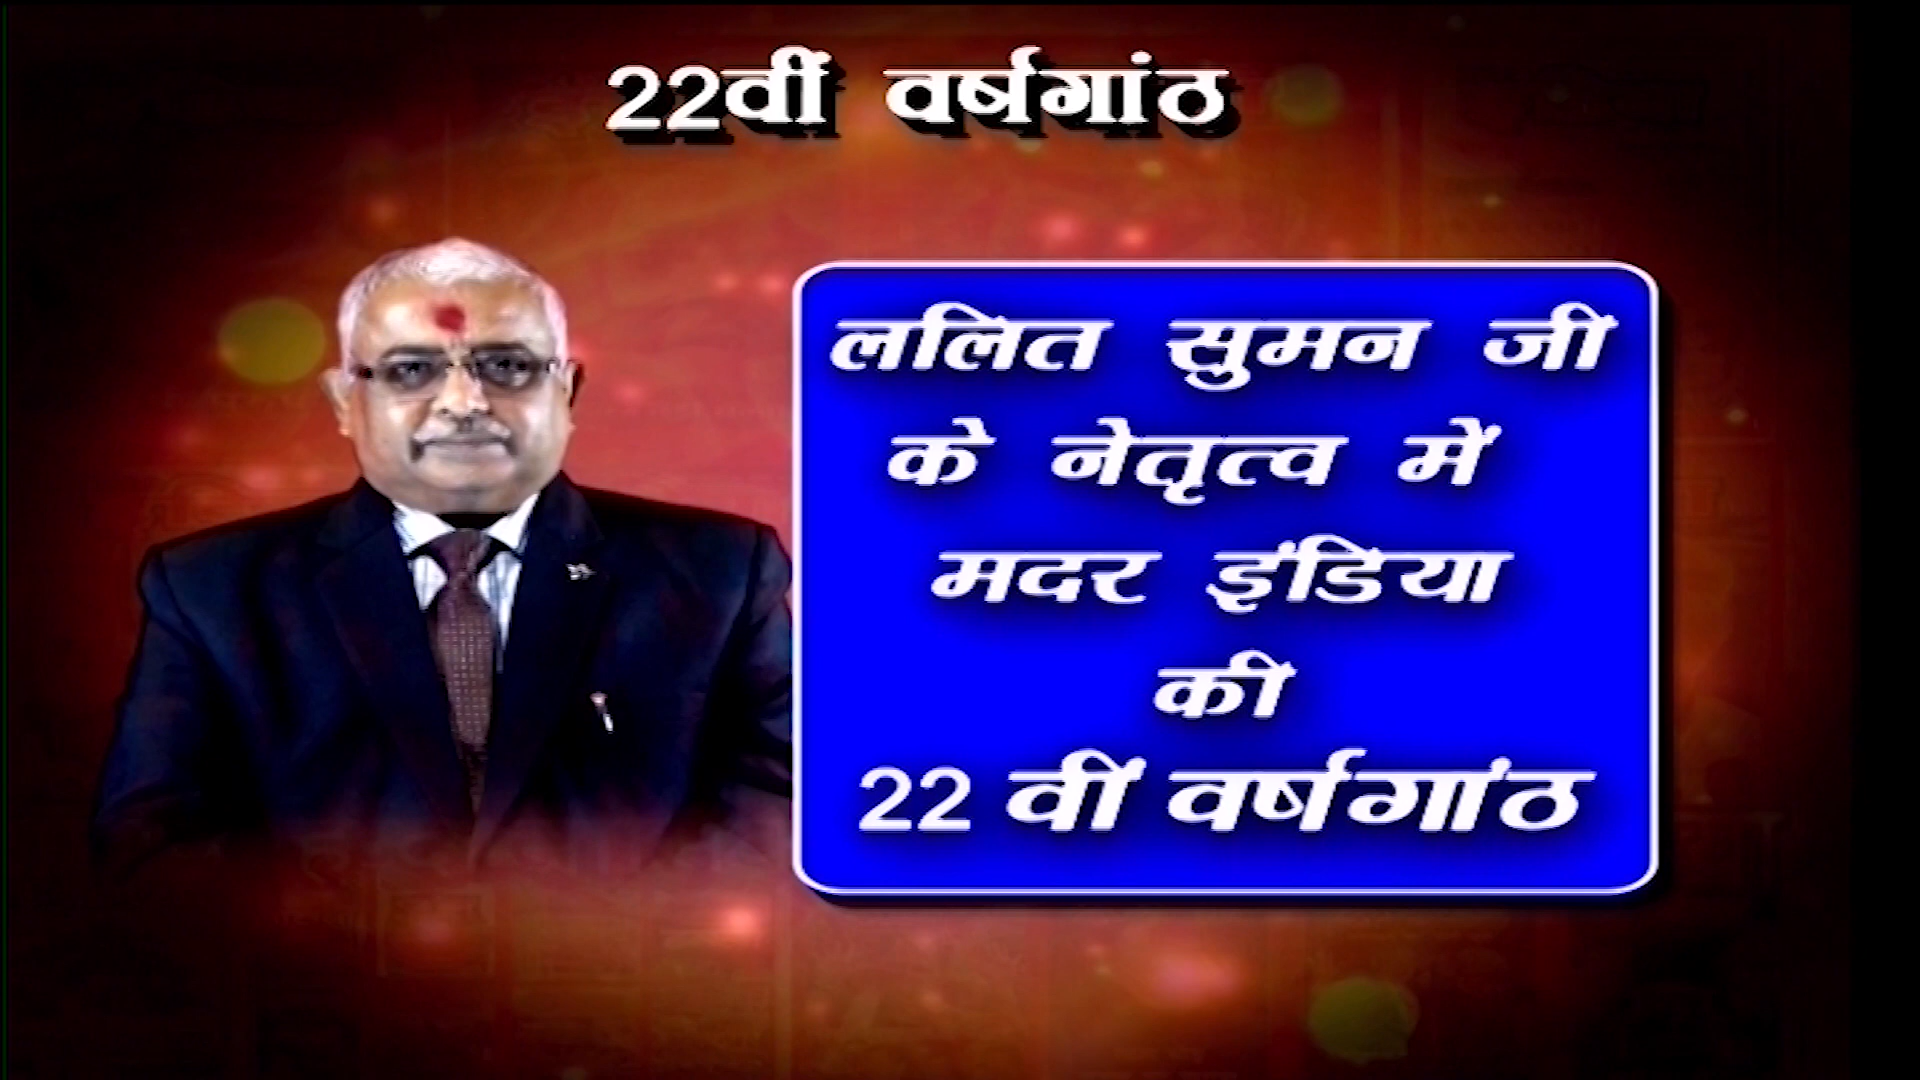 22वीं वर्षगांठ
ललित सुमन जी
के नेतृत्व में
मदर इंडिया
की
22 वीं वर्षगांठ